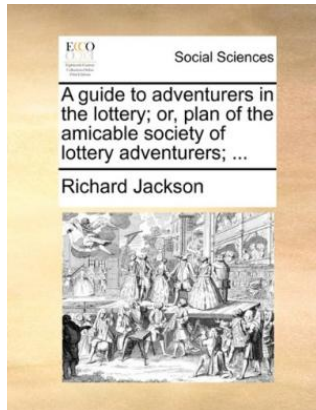 ECCO
Social Sciences
A guide to adventurers in
the lottery; or, plan of the
amicable society of
lottery adventurers; ...
Richard Jackson